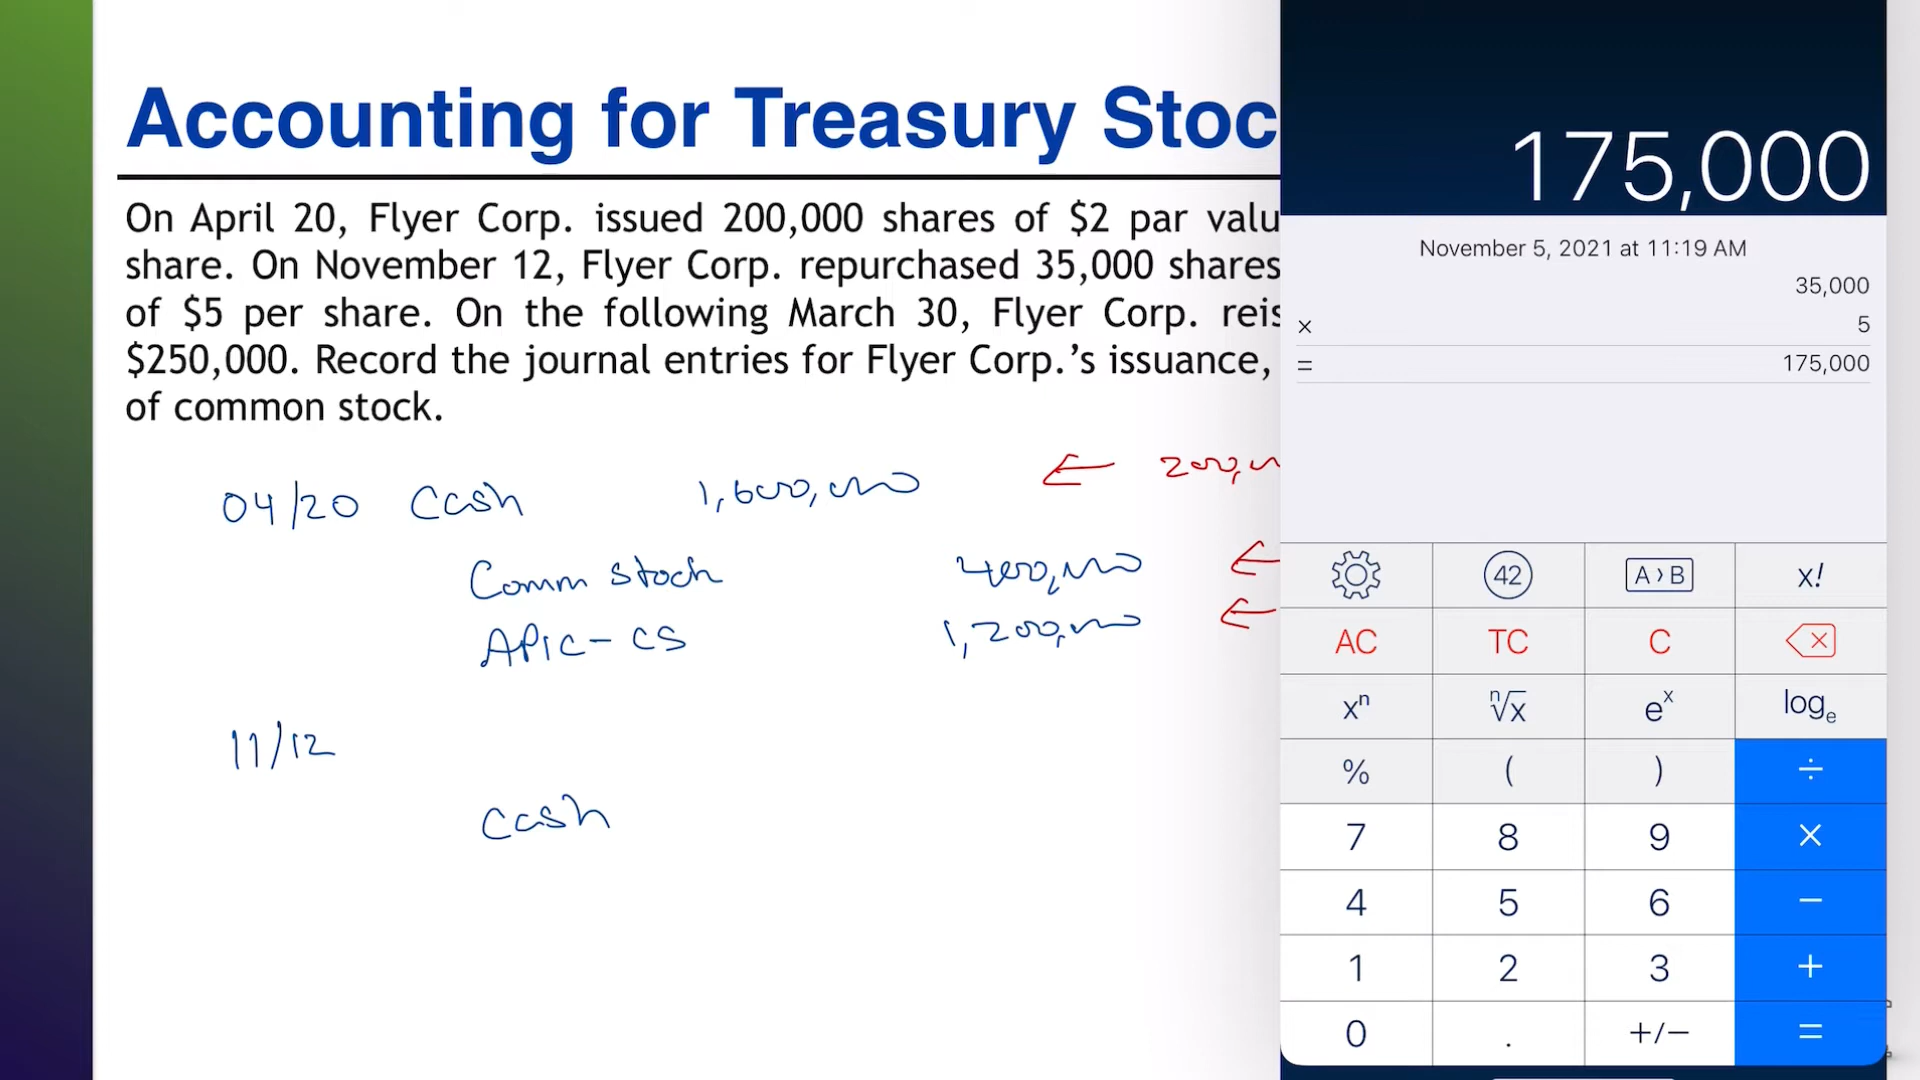 Accounting for Treasury Stoc
On April 20, Flyer Corp. issued 200,000 shares of $2 par valu
share. On November 12, Flyer Corp. repurchased 35,000 shares
of $5 per share. On the following March 30, Flyer Corp. reis
$250,000. Record the journal entries for Flyer Corp.’s issuance,
of common stock.
04/20 Cash 1,600,000 ← 200,000
Comm stock 400,000 ←
APIC-CS 1,200,000 ←
11/12
Cash
175,000
November 5, 2021 at 11:19 AM
35,000
× 5
= 175,000
42 A›B x!
AC TC C
xⁿ ⁿ√x eˣ logₑ
% ( ) ÷
7 8 9 ×
4 5 6 −
1 2 3 +
0 . +/− =